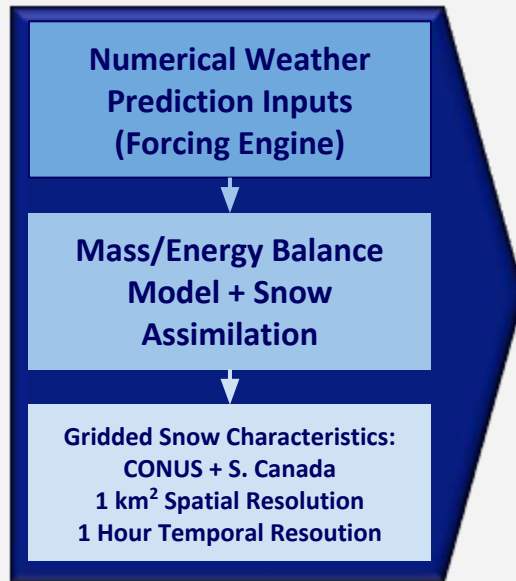 Numerical Weather
Prediction Inputs
(Forcing Engine)
Mass/Energy Balance
Model + Snow
Assimilation
Gridded Snow Characteristics:
CONUS + S. Canada
1 km² Spatial Resolution
1 Hour Temporal Resoution